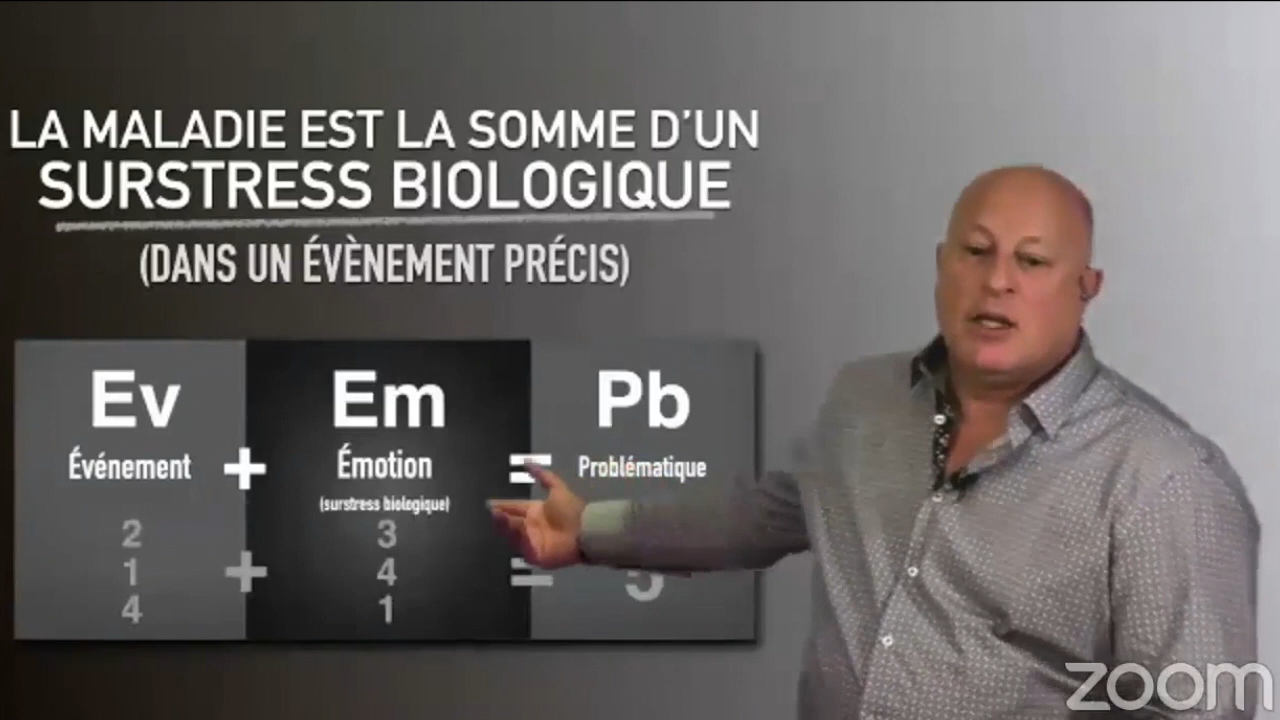 LA MALADIE EST LA SOMME D'UN
SURSTRESS BIOLOGIQUE
(DANS UN ÉVÈNEMENT PRÉCIS)
Ev + Em = Pb
Événement Émotion Problématique
(surstress biologique)
2 3
1 + 4 = 5
4 1
zoom